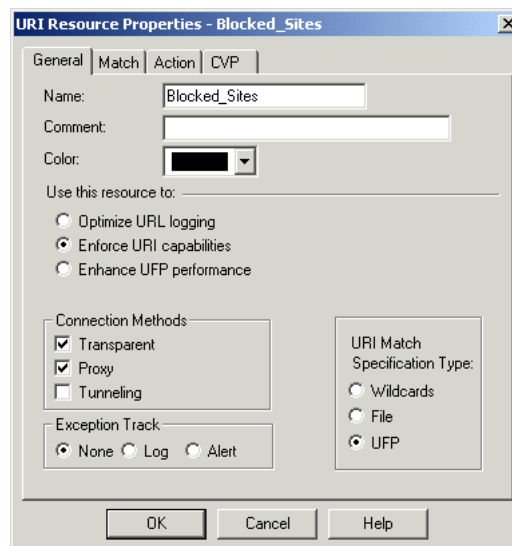 URI Resource Properties - Blocked_Sites
General Match Action CVP
Name: Blocked_Sites
Comment:
Color:
Use this resource to:
Optimize URL logging
Enforce URI capabilities
Enhance UFP performance
Connection Methods
Transparent
Proxy
Tunneling
Exception Track
None Log Alert
URI Match
Specification Type:
Wildcards
File
UFP
OK Cancel Help